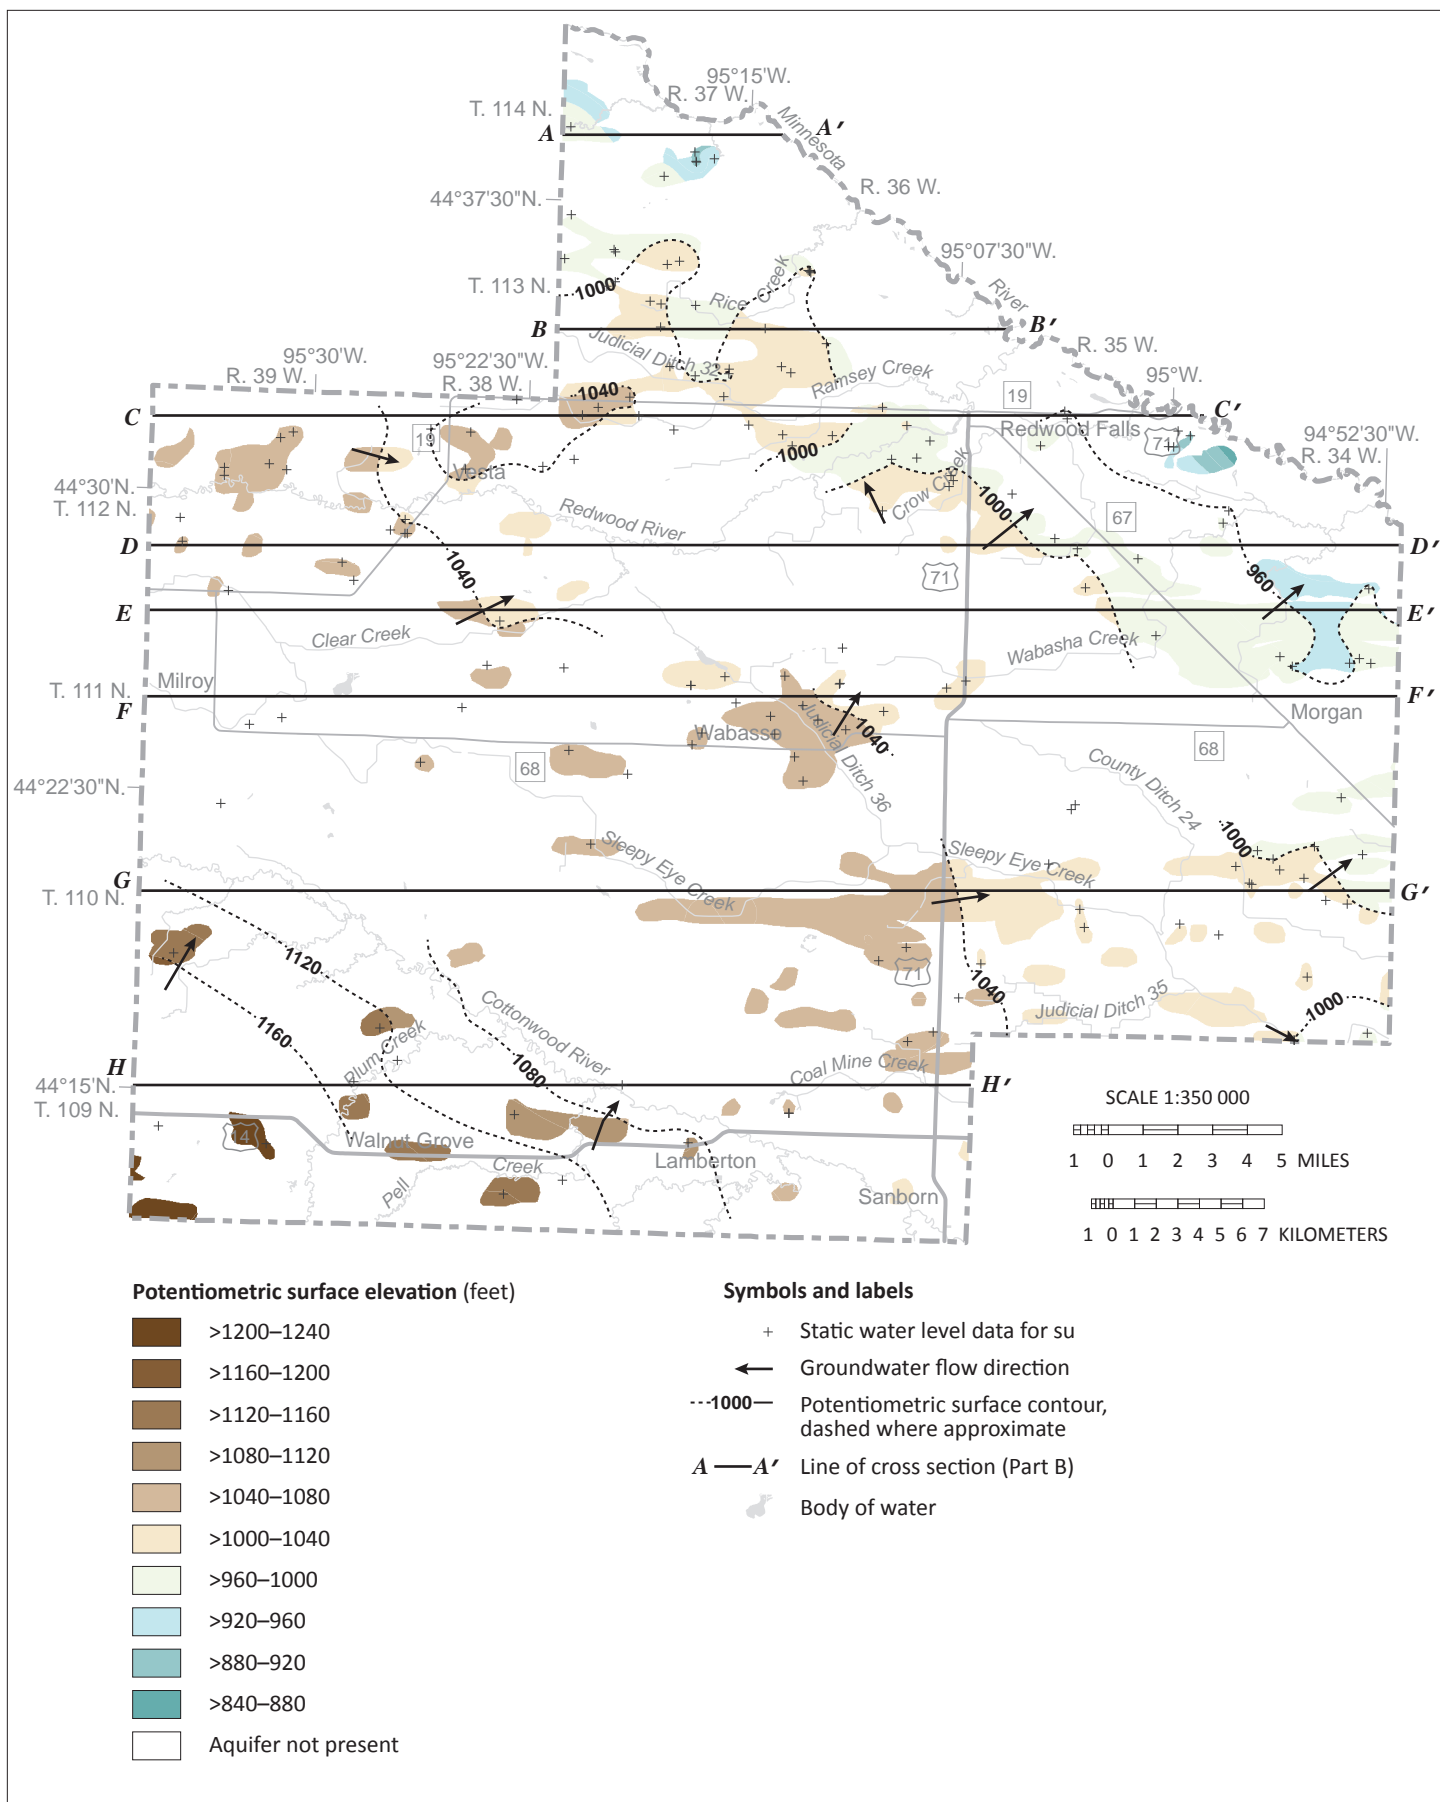 95°15'W.
R. 37 W.
T. 114 N.
A
A′
Minnesota
R. 36 W.
44°37'30"N.
95°07'30"W.
T. 113 N.
1000
Rice
Creek
River
B
B′
Judicial Ditch 32
R. 35 W.
95°30'W.
R. 39 W.
95°22'30"W.
R. 38 W.
1040
Ramsey Creek
19
95°W.
C
C′
19
Redwood Falls
71
94°52'30"W.
R. 34 W.
Vesta
1000
44°30'N.
T. 112 N.
Redwood River
Crow Creek
1000
67
D
D′
1040
71
960
E
E′
Clear Creek
Wabasha Creek
Milroy
T. 111 N.
F
F′
Morgan
Wabasso
Judicial Ditch 36
1040
68
68
County Ditch 24
44°22'30"N.
1000
Sleepy Eye Creek
Sleepy Eye Creek
G
G′
T. 110 N.
1120
71
1040
Judicial Ditch 35
1000
1160
Plum Creek
Cottonwood River
1080
Coal Mine Creek
H
H′
44°15'N.
T. 109 N.
14
Walnut Grove
Creek
Pell
Lamberton
Sanborn
SCALE 1:350 000
1 0 1 2 3 4 5 MILES
1 0 1 2 3 4 5 6 7 KILOMETERS
Potentiometric surface elevation (feet)
>1200–1240
>1160–1200
>1120–1160
>1080–1120
>1040–1080
>1000–1040
>960–1000
>920–960
>880–920
>840–880
Aquifer not present
Symbols and labels
Static water level data for su
Groundwater flow direction
1000
Potentiometric surface contour,
dashed where approximate
A A′ Line of cross section (Part B)
Body of water